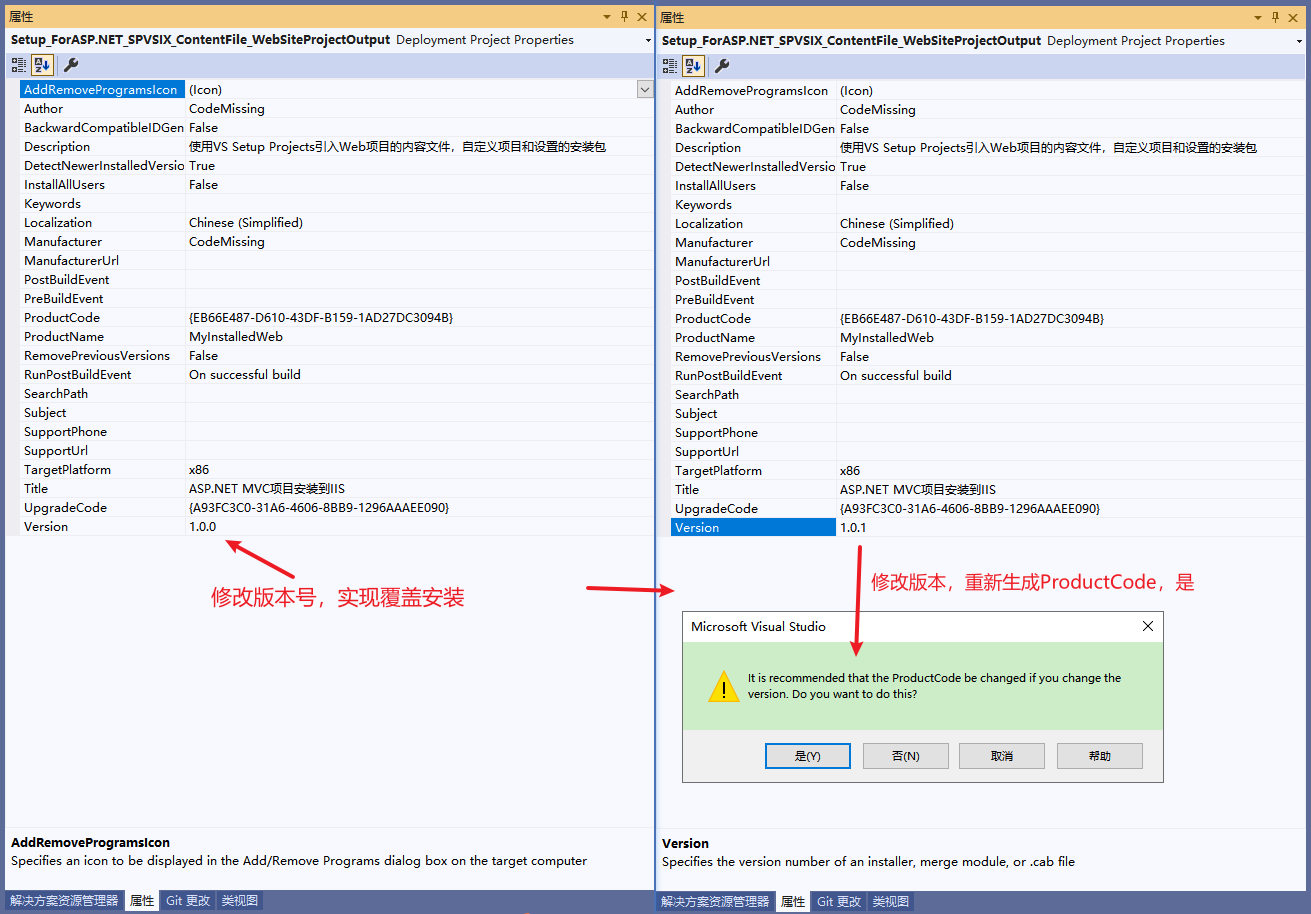 属性
Setup_ForASP.NET_SPVSIX_ContentFile_WebSiteProjectOutput Deployment Project Properties
AddRemoveProgramsIcon (Icon)
Author CodeMissing
BackwardCompatibleIDGen False
Description 使用VS Setup Projects引入Web项目的内容文件，自定义项目和设置的安装包
DetectNewerInstalledVersio True
InstallAllUsers False
Keywords
Localization Chinese (Simplified)
Manufacturer CodeMissing
ManufacturerUrl
PostBuildEvent
PreBuildEvent
ProductCode {EB66E487-D610-43DF-B159-1AD27DC3094B}
ProductName MyInstalledWeb
RemovePreviousVersions False
RunPostBuildEvent On successful build
SearchPath
Subject
SupportPhone
SupportUrl
TargetPlatform x86
Title ASP.NET MVC项目安装到IIS
UpgradeCode {A93FC3C0-31A6-4606-8BB9-1296AAAEE090}
Version 1.0.0
修改版本号，实现覆盖安装
AddRemoveProgramsIcon
Specifies an icon to be displayed in the Add/Remove Programs dialog box on the target computer
解决方案资源管理器 属性 Git 更改 类视图
属性
Setup_ForASP.NET_SPVSIX_ContentFile_WebSiteProjectOutput Deployment Project Properties
AddRemoveProgramsIcon (Icon)
Author CodeMissing
BackwardCompatibleIDGen False
Description 使用VS Setup Projects引入Web项目的内容文件，自定义项目和设置的安装包
DetectNewerInstalledVersio True
InstallAllUsers False
Keywords
Localization Chinese (Simplified)
Manufacturer CodeMissing
ManufacturerUrl
PostBuildEvent
PreBuildEvent
ProductCode {EB66E487-D610-43DF-B159-1AD27DC3094B}
ProductName MyInstalledWeb
RemovePreviousVersions False
RunPostBuildEvent On successful build
SearchPath
Subject
SupportPhone
SupportUrl
TargetPlatform x86
Title ASP.NET MVC项目安装到IIS
UpgradeCode {A93FC3C0-31A6-4606-8BB9-1296AAAEE090}
Version 1.0.1
修改版本，重新生成ProductCode，是
Microsoft Visual Studio
It is recommended that the ProductCode be changed if you change the
version. Do you want to do this?
是(Y) 否(N) 取消 帮助
Version
Specifies the version number of an installer, merge module, or .cab file
解决方案资源管理器 属性 Git 更改 类视图